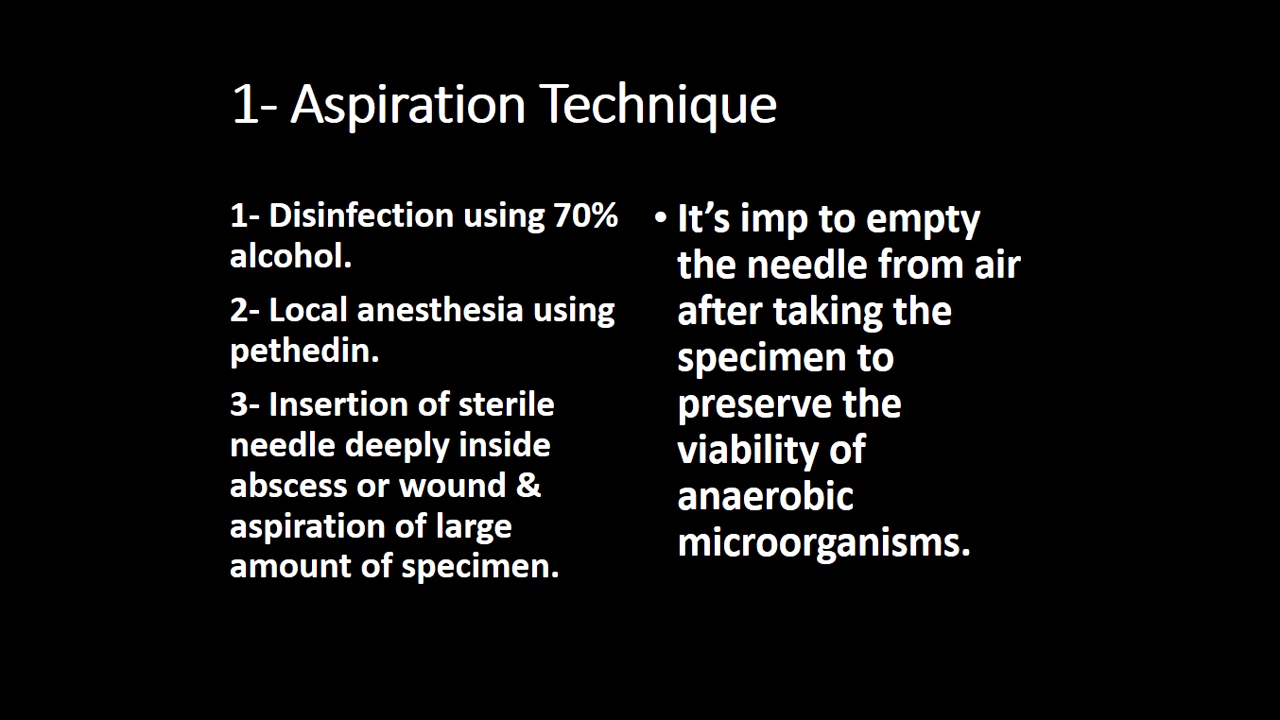 1- Aspiration Technique
1- Disinfection using 70%
alcohol.
2- Local anesthesia using
pethedin.
3- Insertion of sterile
needle deeply inside
abscess or wound &
aspiration of large
amount of specimen.
• It’s imp to empty
the needle from air
after taking the
specimen to
preserve the
viability of
anaerobic
microorganisms.